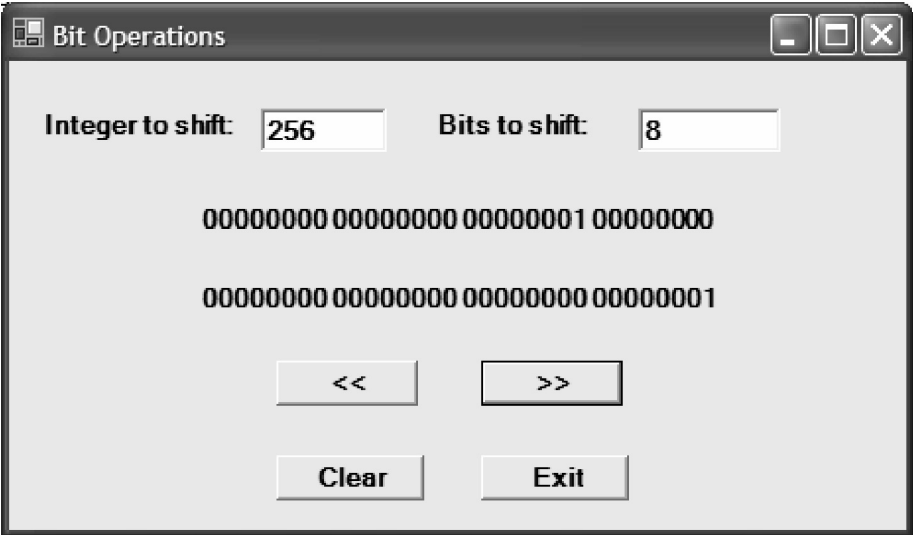 Bit Operations
Integer to shift: 256 Bits to shift: 8
00000000 00000000 00000001 00000000
00000000 00000000 00000000 00000001
<< >>
Clear Exit